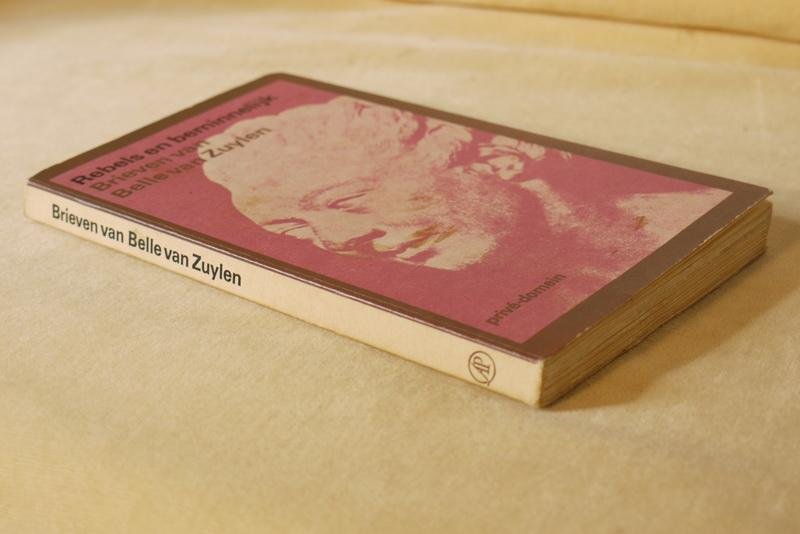 Rebels en beminnelijk
Brieven van
Belle van Zuylen
privé-domein
Brieven van Belle van Zuylen
AP